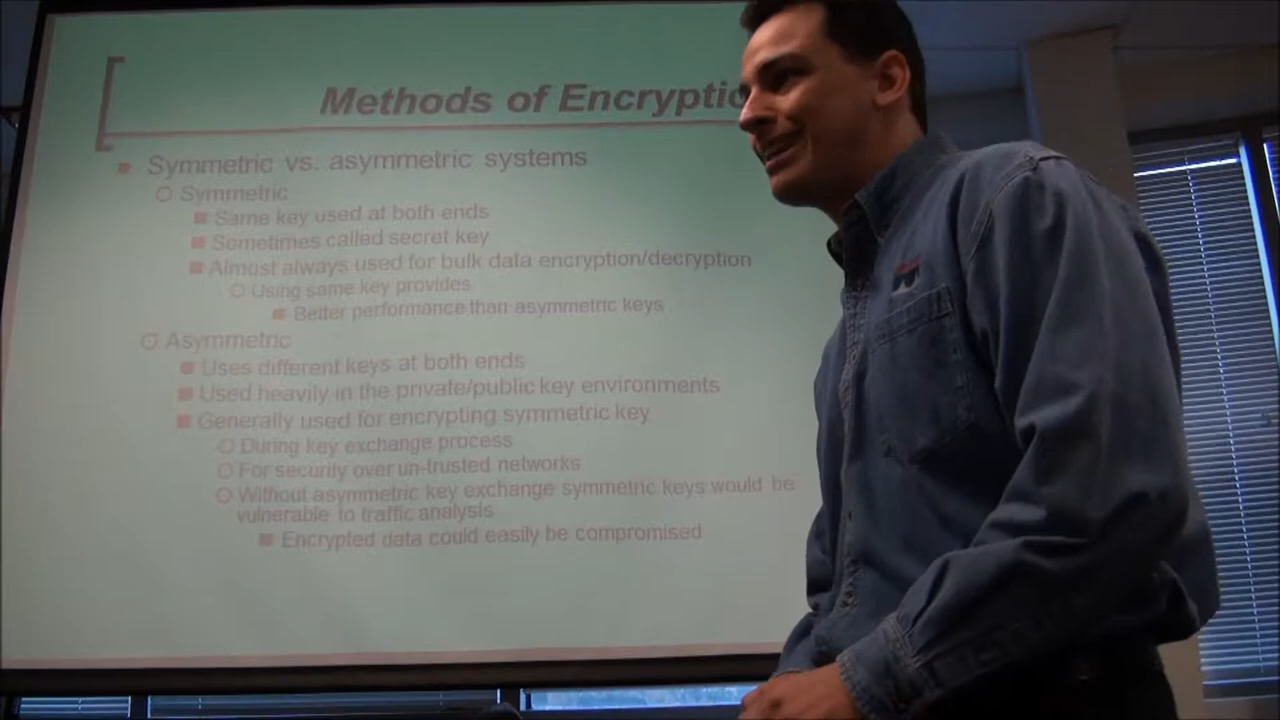 Methods of Encryptio
Symmetric vs. asymmetric systems
Symmetric
Same key used at both ends
Sometimes called secret key
Almost always used for bulk data encryption/decryption
Using same key provides
Better performance than asymmetric keys
Asymmetric
Uses different keys at both ends
Used heavily in the private/public key environments
Generally used for encrypting symmetric key
During key exchange process
For security over un-trusted networks
Without asymmetric key exchange symmetric keys would be
vulnerable to traffic analysis
Encrypted data could easily be compromised